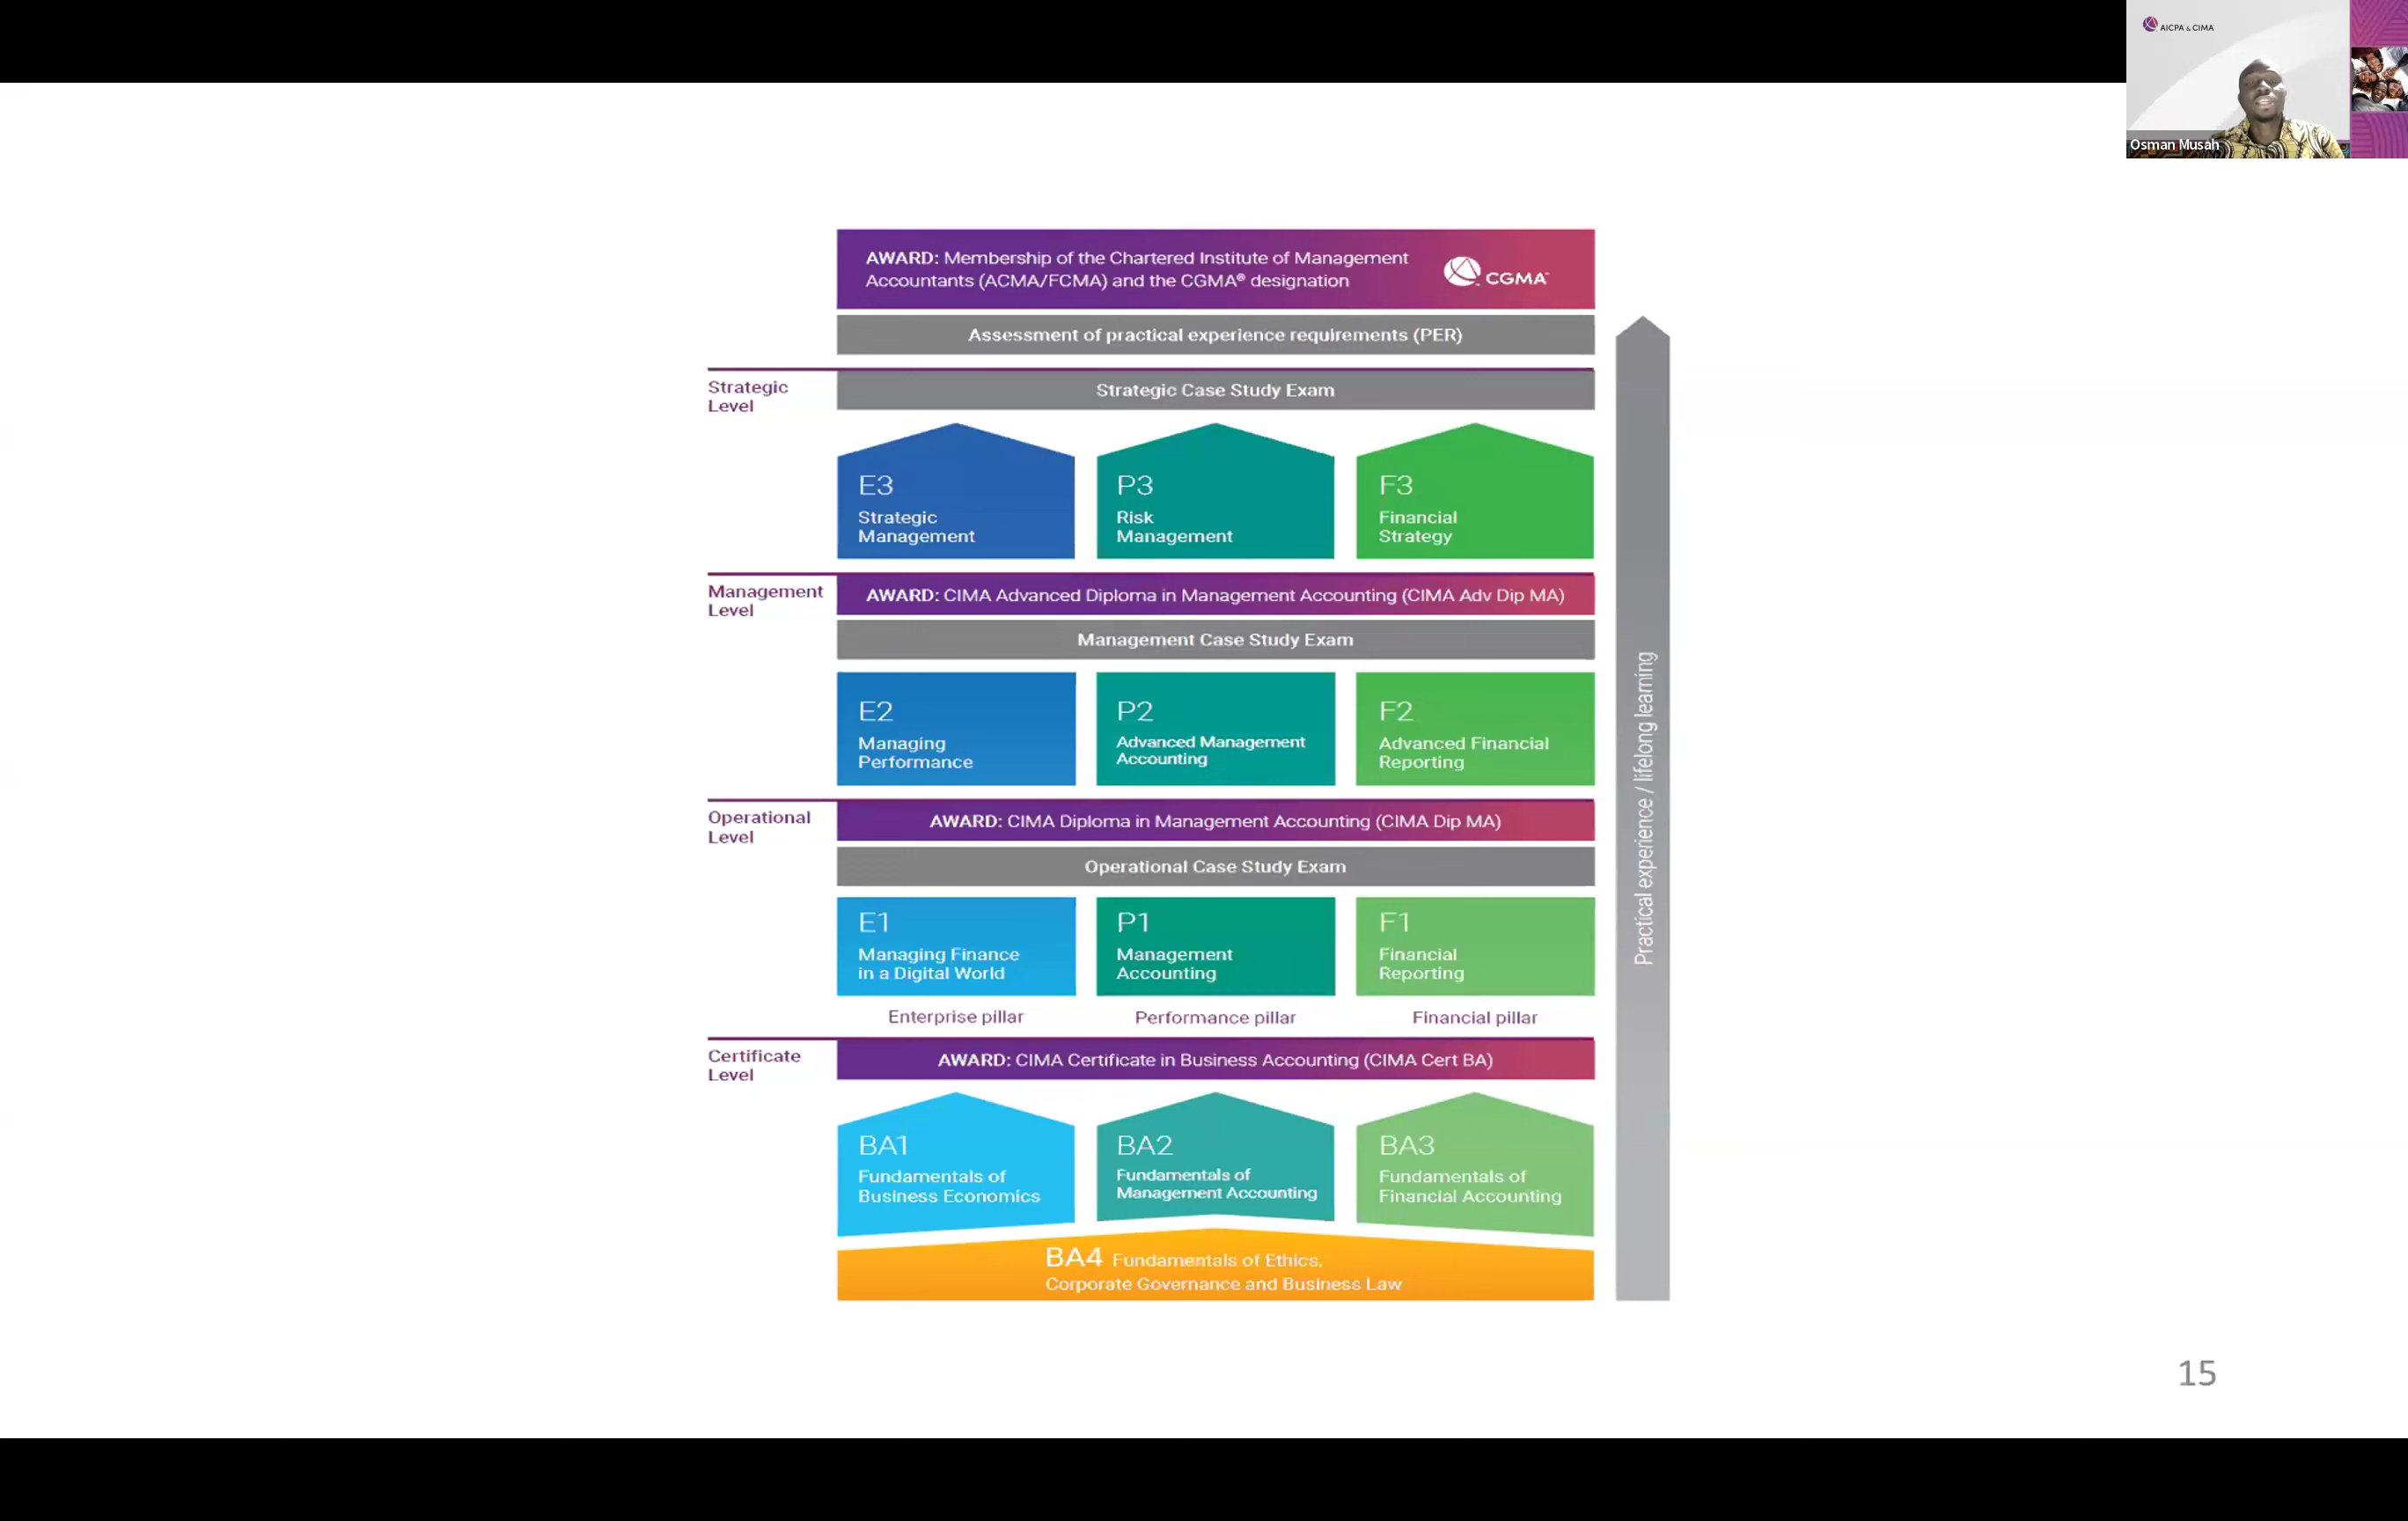 AICPA & CIMA
Osman Musah
AWARD: Membership of the Chartered Institute of Management
Accountants (ACMA/FCMA) and the CGMA® designation
CGMA
Assessment of practical experience requirements (PER)
Strategic
Level
Strategic Case Study Exam
E3
Strategic
Management
P3
Risk
Management
F3
Financial
Strategy
Management
Level
AWARD: CIMA Advanced Diploma in Management Accounting (CIMA Adv Dip MA)
Management Case Study Exam
E2
Managing
Performance
P2
Advanced Management
Accounting
F2
Advanced Financial
Reporting
Operational
Level
AWARD: CIMA Diploma in Management Accounting (CIMA Dip MA)
Operational Case Study Exam
E1
Managing Finance
in a Digital World
P1
Management
Accounting
F1
Financial
Reporting
Enterprise pillar
Performance pillar
Financial pillar
Certificate
Level
AWARD: CIMA Certificate in Business Accounting (CIMA Cert BA)
BA1
Fundamentals of
Business Economics
BA2
Fundamentals of
Management Accounting
BA3
Fundamentals of
Financial Accounting
BA4 Fundamentals of Ethics,
Corporate Governance and Business Law
Practical experience / lifelong learning
15